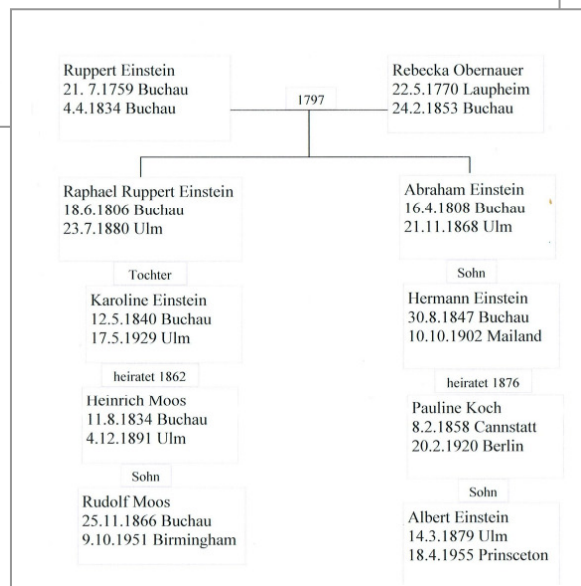 Ruppert Einstein
21. 7.1759 Buchau
4.4.1834 Buchau
1797
Rebecka Obernauer
22.5.1770 Laupheim
24.2.1853 Buchau
Raphael Ruppert Einstein
18.6.1806 Buchau
23.7.1880 Ulm
Tochter
Karoline Einstein
12.5.1840 Buchau
17.5.1929 Ulm
heiratet 1862
Heinrich Moos
11.8.1834 Buchau
4.12.1891 Ulm
Sohn
Rudolf Moos
25.11.1866 Buchau
9.10.1951 Birmingham
Abraham Einstein
16.4.1808 Buchau
21.11.1868 Ulm
Sohn
Hermann Einstein
30.8.1847 Buchau
10.10.1902 Mailand
heiratet 1876
Pauline Koch
8.2.1858 Cannstatt
20.2.1920 Berlin
Sohn
Albert Einstein
14.3.1879 Ulm
18.4.1955 Prinsceton